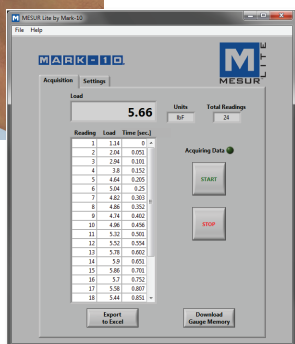 MESUR Lite by Mark-10
File Help
MARK-10
M
MESUR LITE
Acquisition Settings
Load
5.66
Units
lbF
Total Readings
24
Reading Load Time [sec.]
1 1.14 0
2 2.04 0.051
3 2.94 0.101
4 3.8 0.152
5 4.64 0.205
6 5.04 0.25
7 4.82 0.303
8 4.86 0.352
9 4.74 0.402
10 4.96 0.456
11 5.32 0.501
12 5.52 0.554
13 5.78 0.602
14 5.9 0.651
15 5.86 0.701
16 5.7 0.752
17 5.58 0.807
18 5.44 0.851
Acquiring Data
START
STOP
Export
to Excel
Download
Gauge Memory